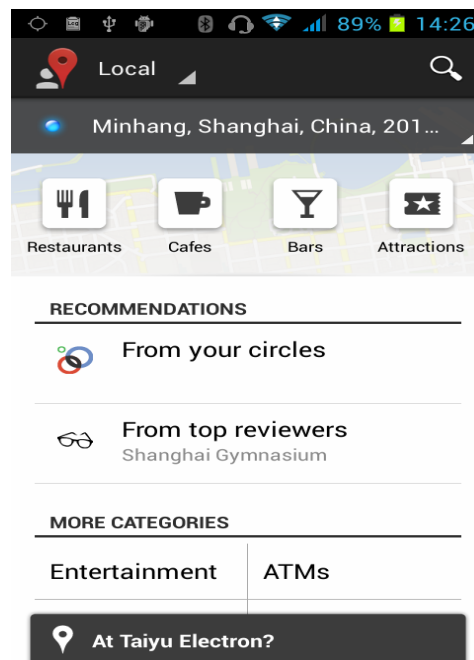 89% 14:26
Local
Minhang, Shanghai, China, 201...
Restaurants Cafes Bars Attractions
RECOMMENDATIONS
From your circles
From top reviewers
Shanghai Gymnasium
MORE CATEGORIES
Entertainment ATMs
At Taiyu Electron?